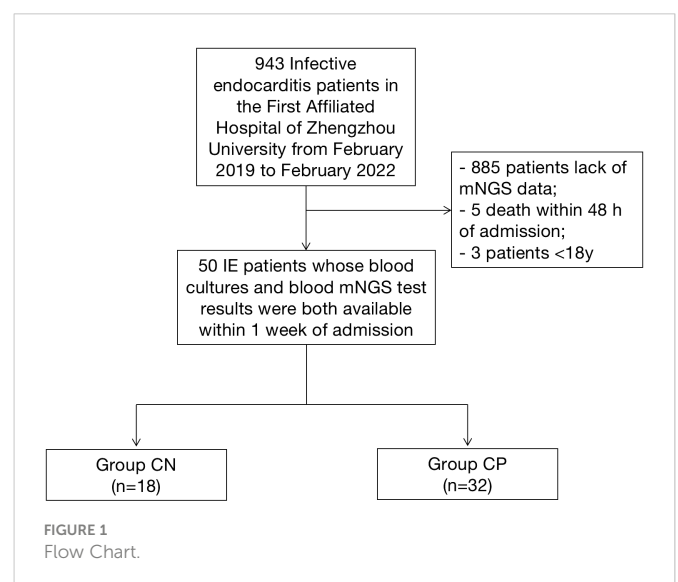 943 Infective
endocarditis patients in
the First Affiliated
Hospital of Zhengzhou
University from February
2019 to February 2022
- 885 patients lack of
mNGS data;
- 5 death within 48 h
of admission;
- 3 patients <18y
50 IE patients whose blood
cultures and blood mNGS test
results were both available
within 1 week of admission
Group CN
(n=18)
Group CP
(n=32)
FIGURE 1
Flow Chart.